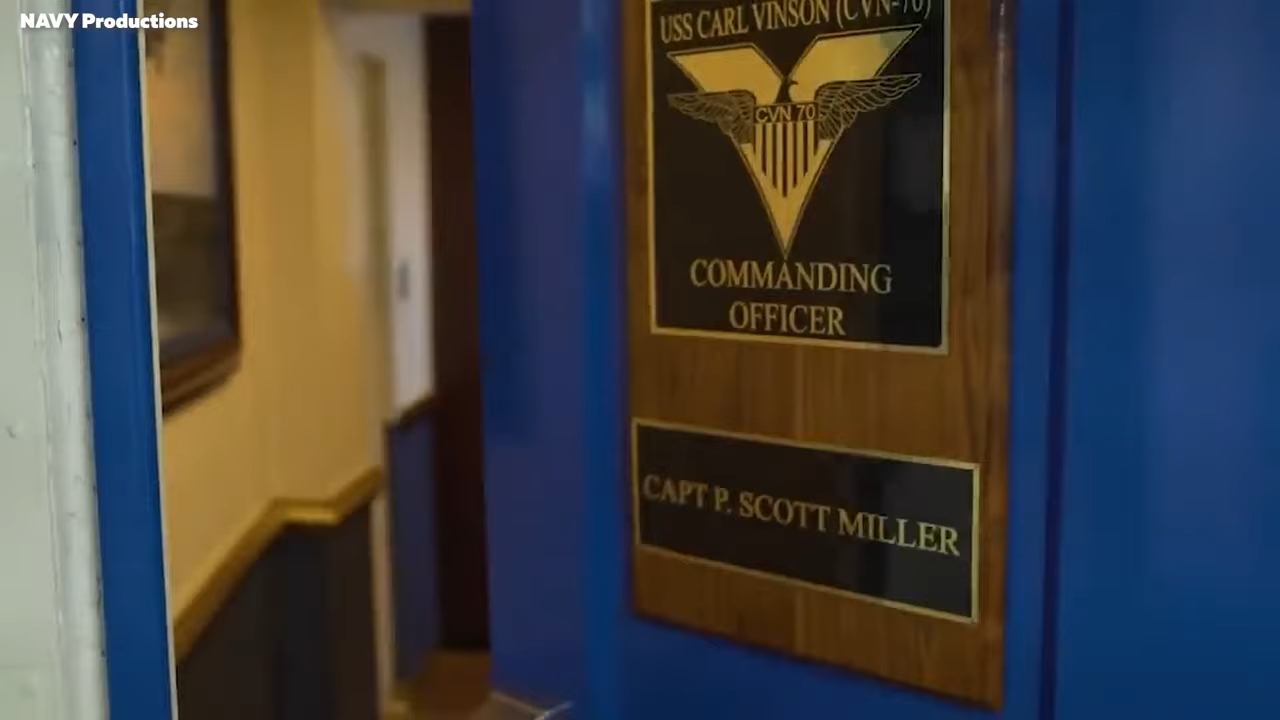 NAVY Productions
USS CARL VINSON (CVN-70)
CVN 70
COMMANDING
OFFICER
CAPT P. SCOTT MILLER